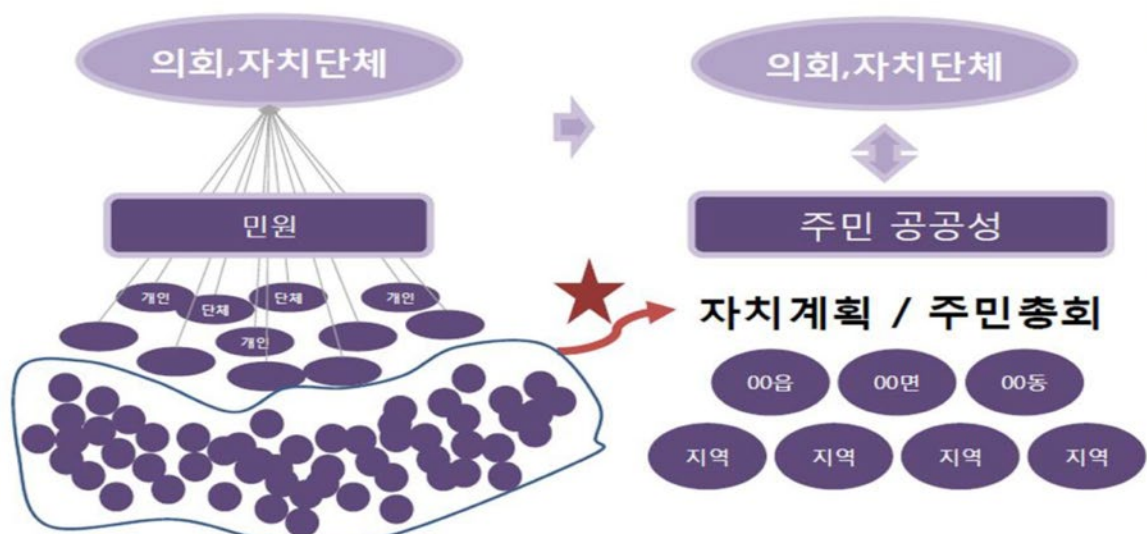 의회,자치단체
민원
개인
단체
단체
개인
개인
의회,자치단체
주민 공공성
자치계획 / 주민총회
00읍
00면
00동
지역
지역
지역
지역